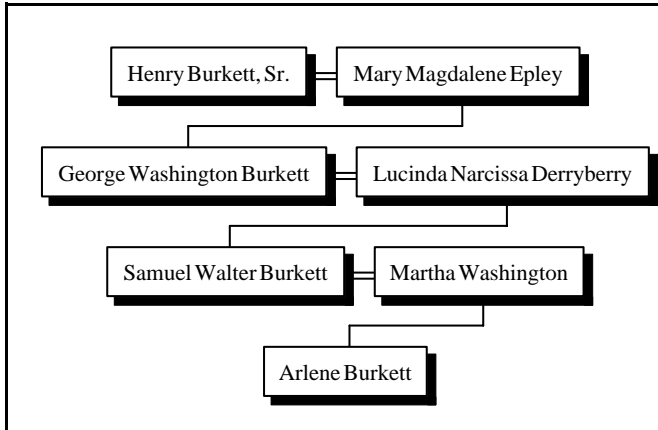 Henry Burkett, Sr. Mary Magdalene Epley
George Washington Burkett Lucinda Narcissa Derryberry
Samuel Walter Burkett Martha Washington
Arlene Burkett